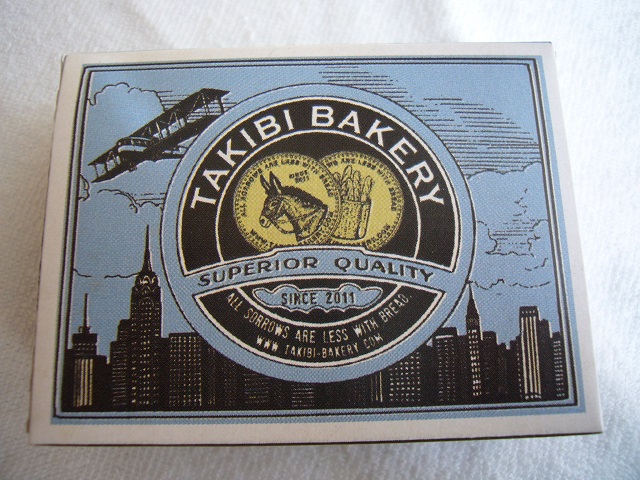 TAKIBI BAKERY
SUPERIOR QUALITY
SINCE 2011
ALL SORROWS ARE LESS WITH BREAD.
WWW.TAKIBI-BAKERY.COM